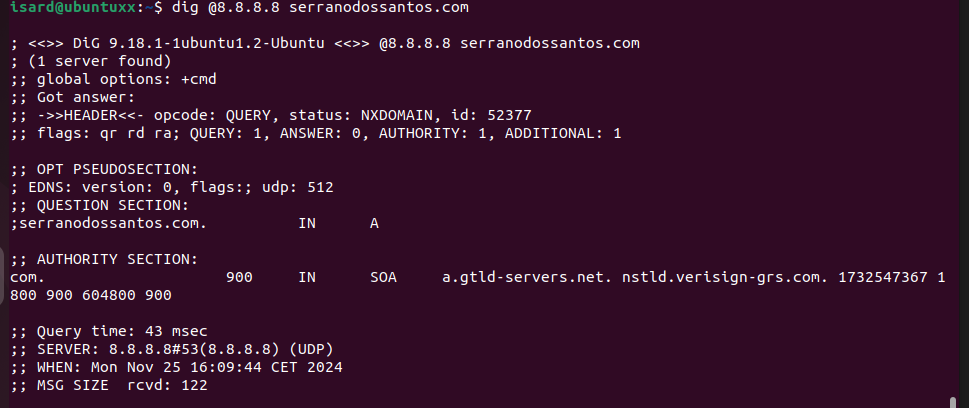 isard@ubuntuxx:~$ dig @8.8.8.8 serranodossantos.com
; <<>> DiG 9.18.1-1ubuntu1.2-Ubuntu <<>> @8.8.8.8 serranodossantos.com
; (1 server found)
;; global options: +cmd
;; Got answer:
;; ->>HEADER<<- opcode: QUERY, status: NXDOMAIN, id: 52377
;; flags: qr rd ra; QUERY: 1, ANSWER: 0, AUTHORITY: 1, ADDITIONAL: 1
;; OPT PSEUDOSECTION:
; EDNS: version: 0, flags:; udp: 512
;; QUESTION SECTION:
;serranodossantos.com. IN A
;; AUTHORITY SECTION:
com. 900 IN SOA a.gtld-servers.net. nstld.verisign-grs.com. 1732547367 1
800 900 604800 900
;; Query time: 43 msec
;; SERVER: 8.8.8.8#53(8.8.8.8) (UDP)
;; WHEN: Mon Nov 25 16:09:44 CET 2024
;; MSG SIZE rcvd: 122